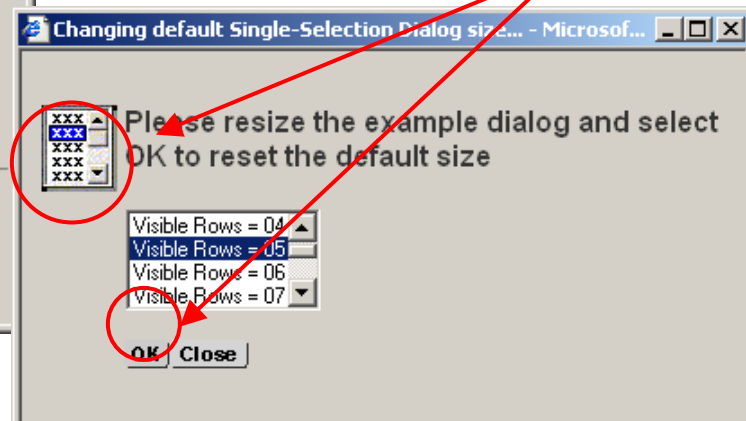 Changing default Single-Selection Dialog size... - Microsof...
xxx
xxx
xxx
xxx
xxx
Please resize the example dialog and select
OK to reset the default size
Visible Rows = 04
Visible Rows = 05
Visible Rows = 06
Visible Rows = 07
OK Close